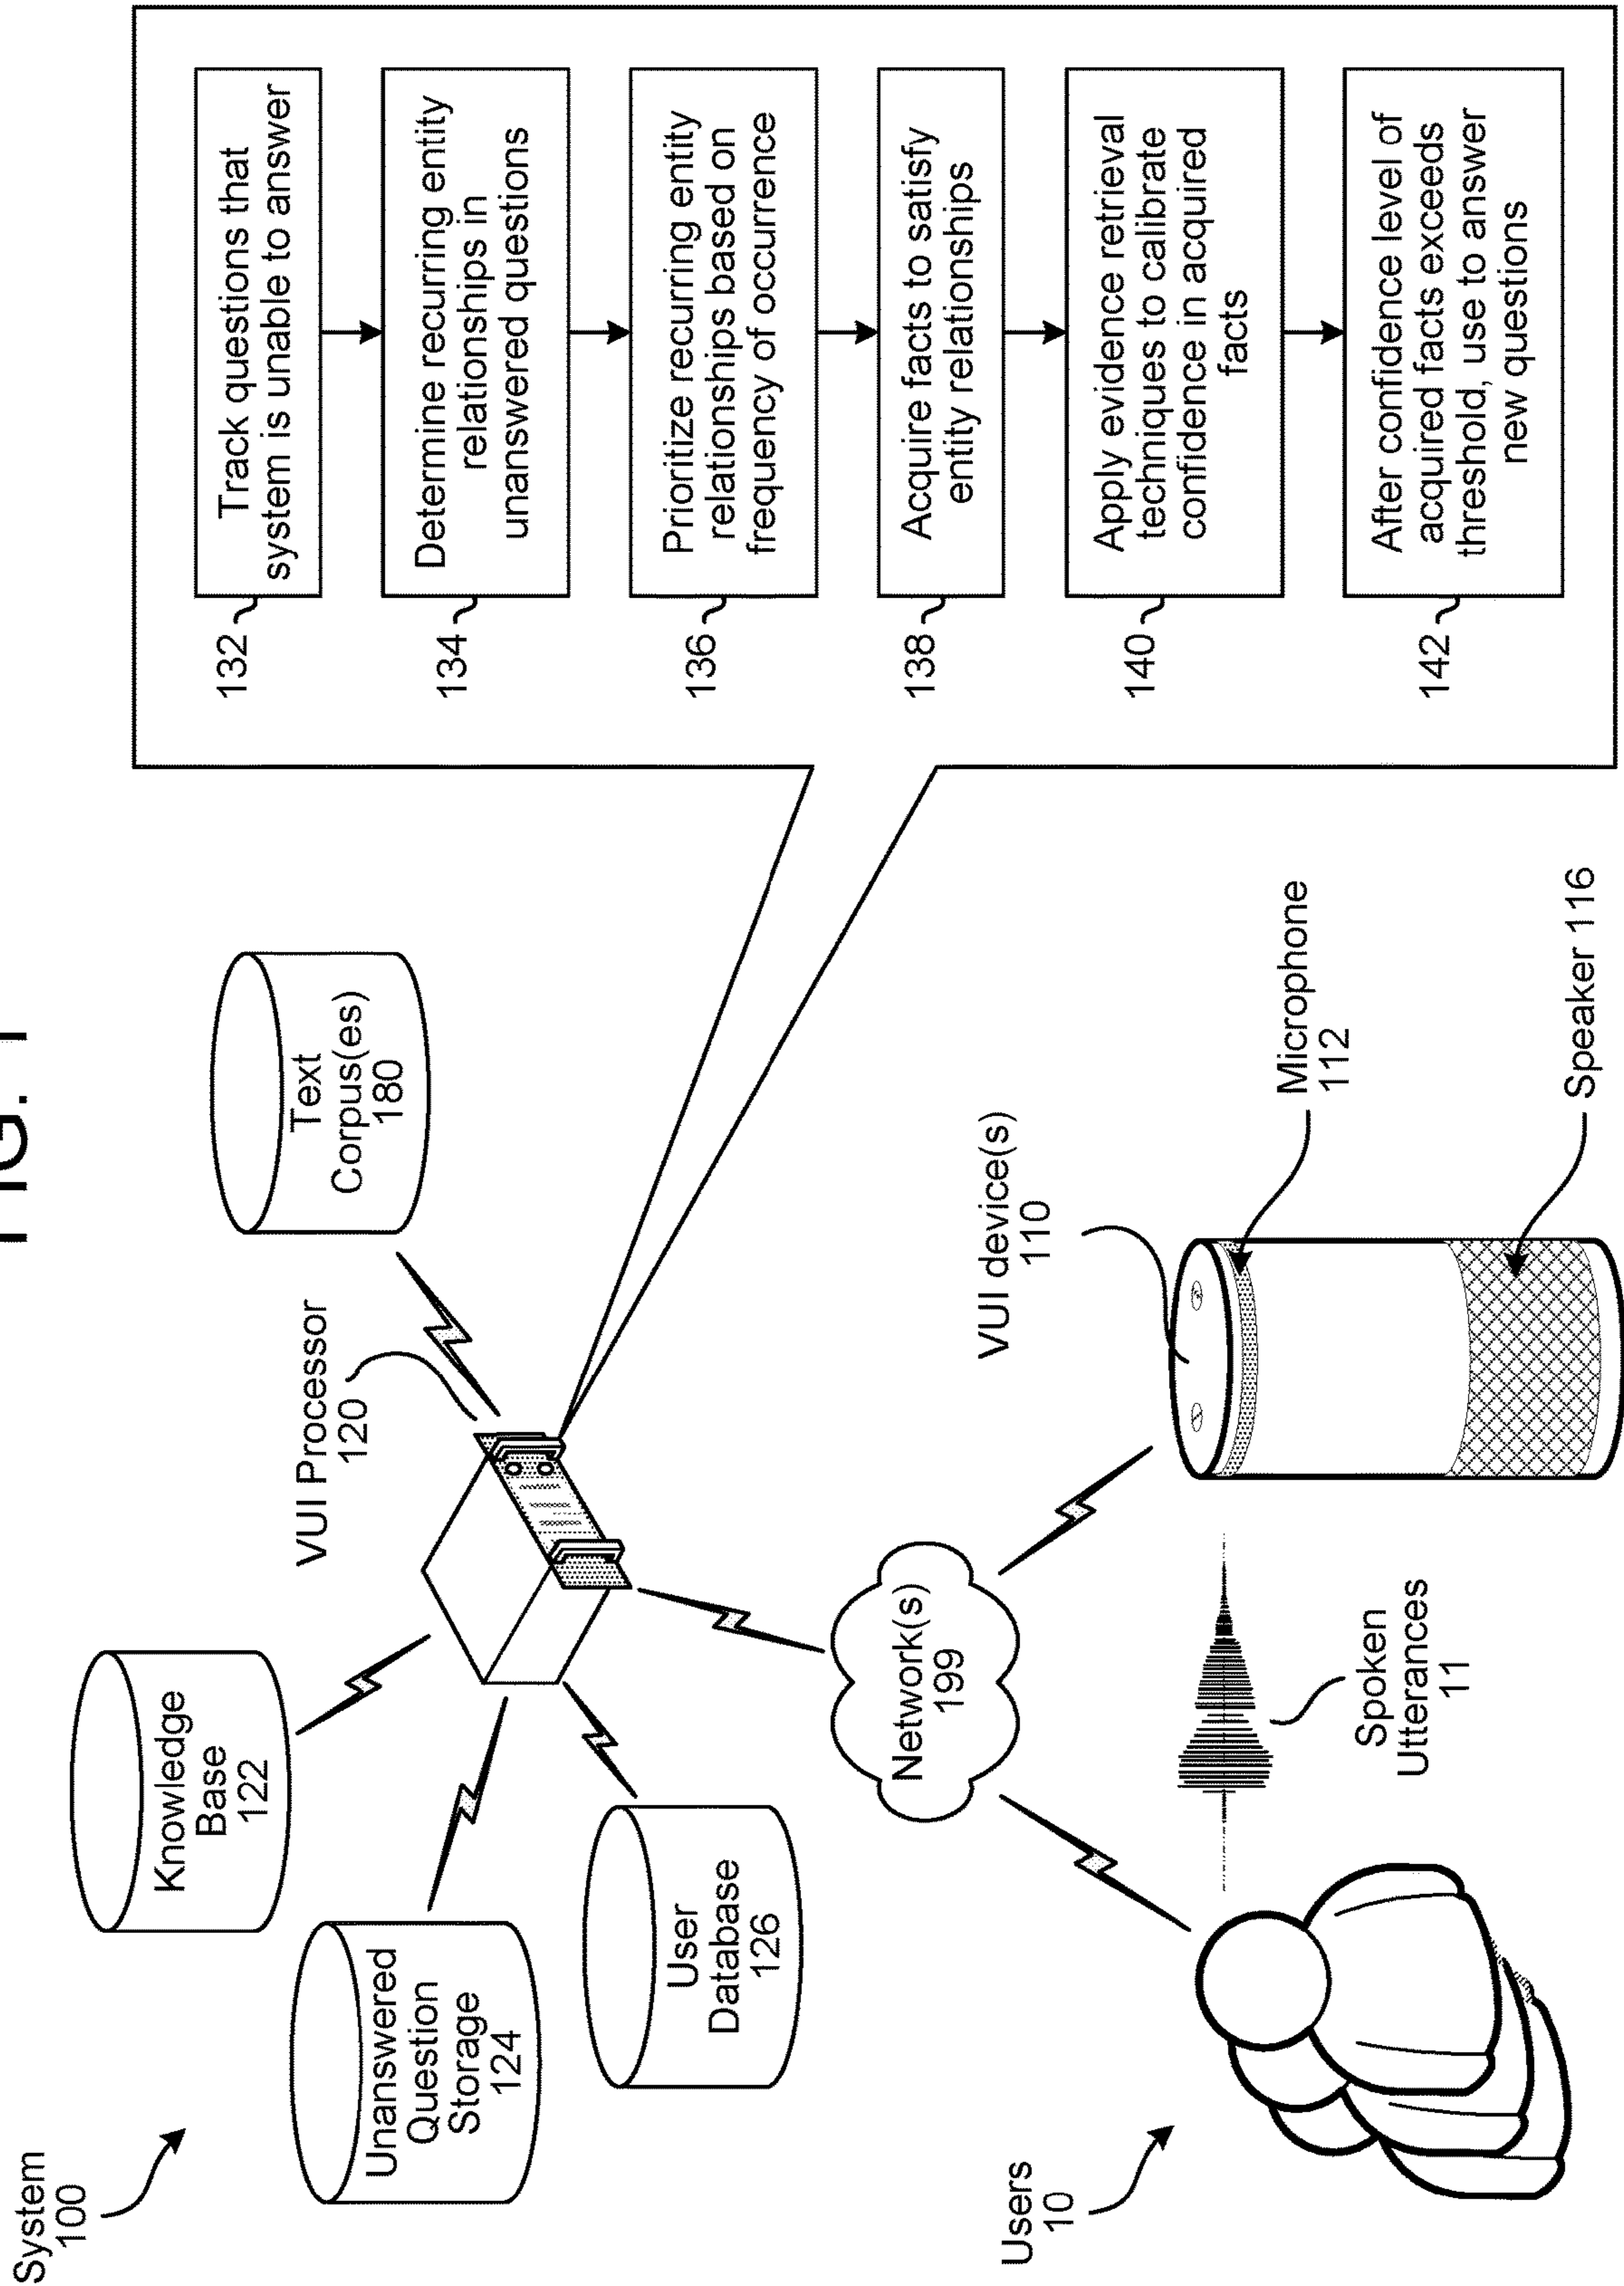 FIG. 1
System
100
Knowledge
Base
122
Unanswered
Question
Storage
124
User
Database
126
VUI Processor
120
Text
Corpus(es)
180
Network(s)
199
Users
10
Spoken
Utterances
11
VUI device(s)
110
Microphone
112
Speaker 116
132
Track questions that
system is unable to answer
134
Determine recurring entity
relationships in
unanswered questions
136
Prioritize recurring entity
relationships based on
frequency of occurrence
138
Acquire facts to satisfy
entity relationships
140
Apply evidence retrieval
techniques to calibrate
confidence in acquired
facts
142
After confidence level of
acquired facts exceeds
threshold, use to answer
new questions